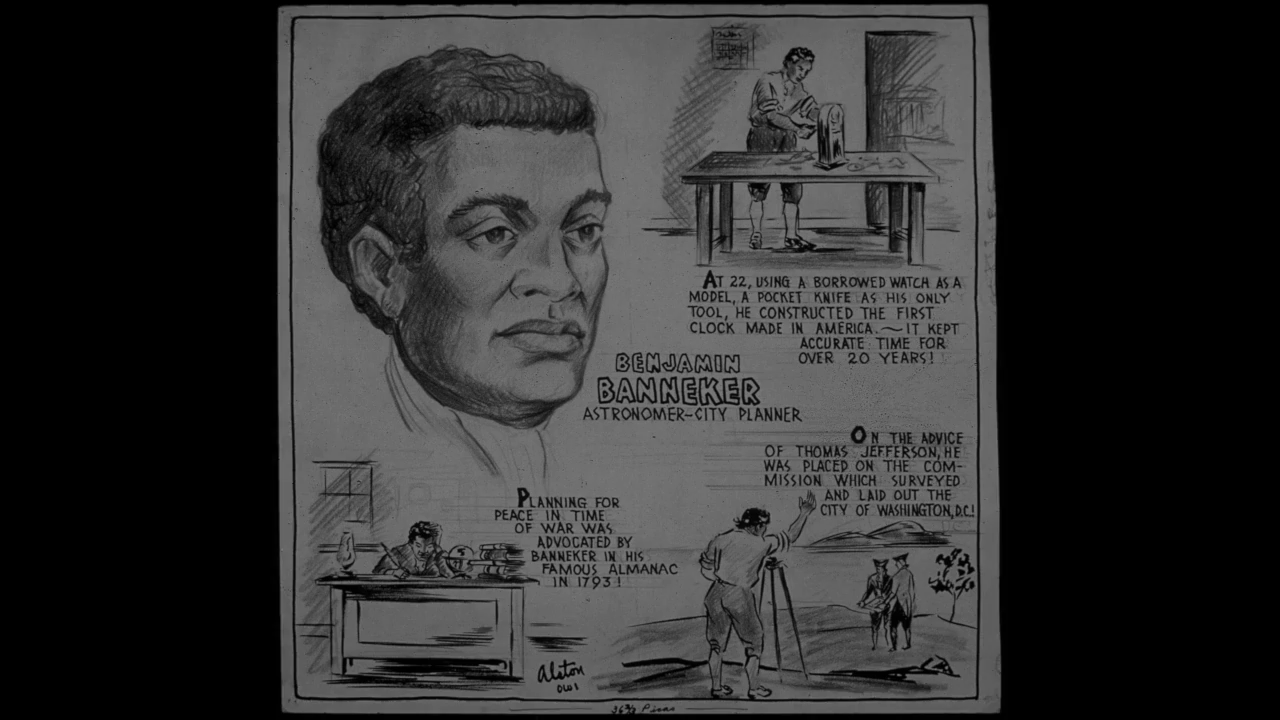 AT 22, USING A BORROWED WATCH AS A
MODEL, A POCKET KNIFE AS HIS ONLY
TOOL, HE CONSTRUCTED THE FIRST
CLOCK MADE IN AMERICA.~IT KEPT
ACCURATE TIME FOR
OVER 20 YEARS!
BENJAMIN
BANNEKER
ASTRONOMER-CITY PLANNER
ON THE ADVICE
OF THOMAS JEFFERSON, HE
WAS PLACED ON THE COM-
MISSION WHICH SURVEYED
AND LAID OUT THE
CITY OF WASHINGTON, D.C.!
PLANNING FOR
PEACE IN TIME
OF WAR WAS
ADVOCATED BY
BANNEKER IN HIS
FAMOUS ALMANAC
IN 1793!
Alston
OWI
Picas